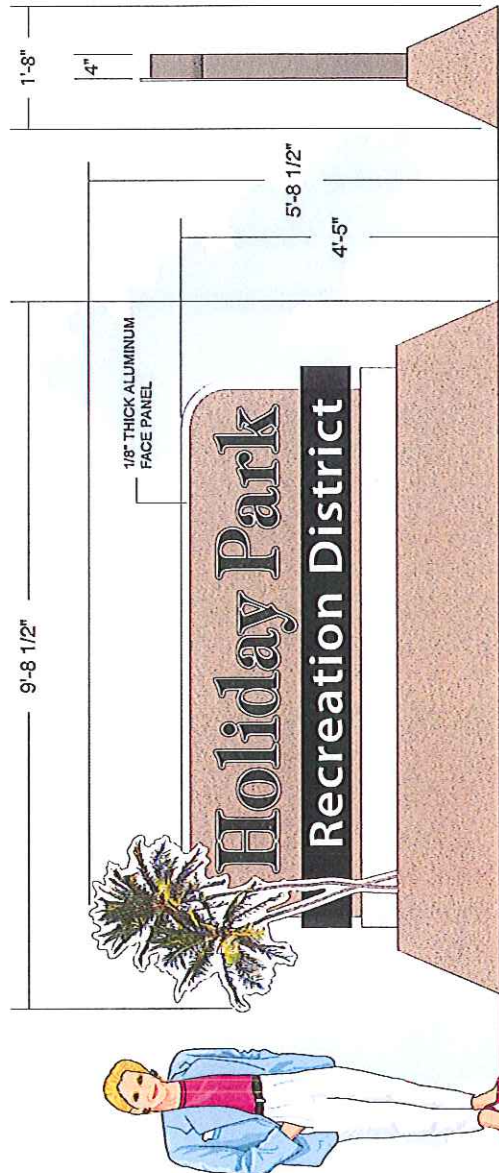 9'-8 1/2"
1/8" THICK ALUMINUM
FACE PANEL
Holiday Park
Recreation District
5'-8 1/2"
4'-5"
1'-8"
4"